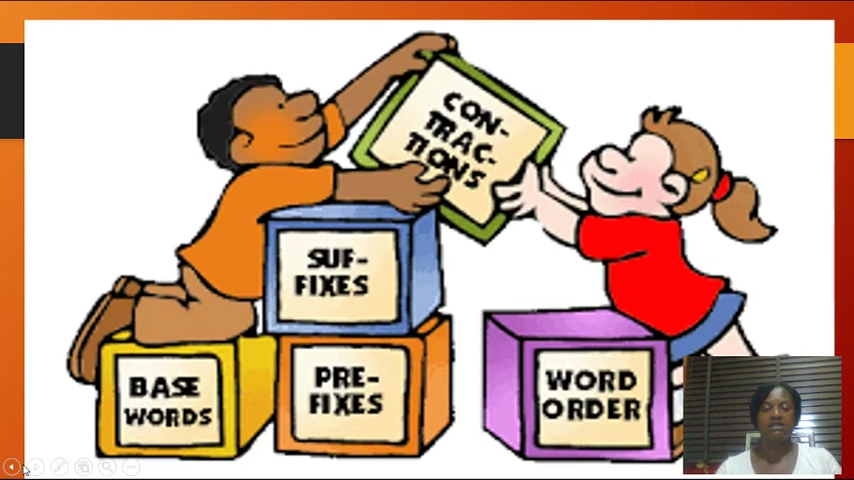 CON-
TRAC-
TIONS
SUF-
FIXES
BASE
WORDS
PRE-
FIXES
WORD
ORDER